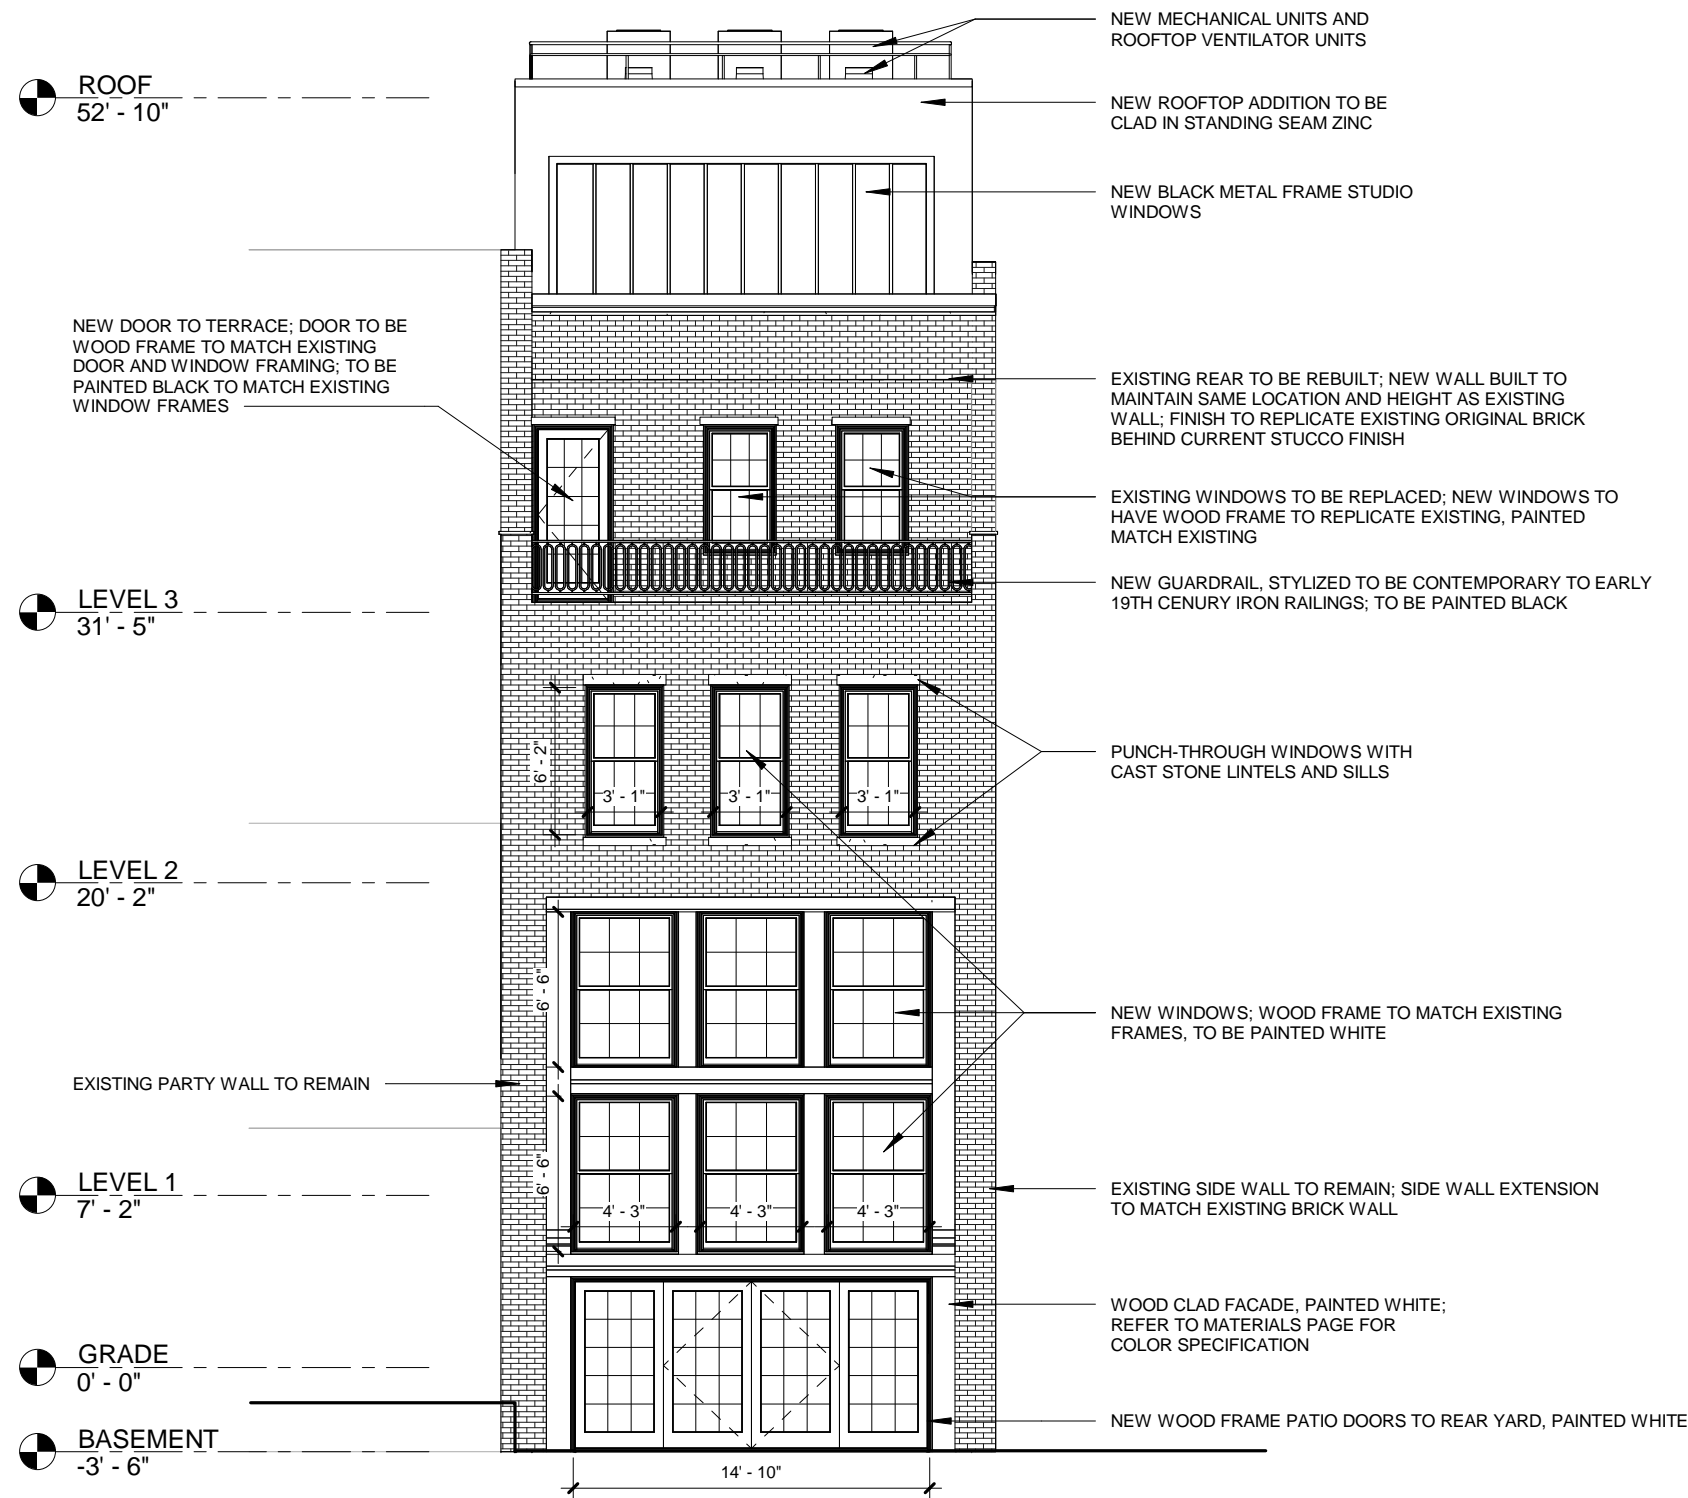 NEW MECHANICAL UNITS AND
ROOFTOP VENTILATOR UNITS
ROOF
52' - 10"
NEW ROOFTOP ADDITION TO BE
CLAD IN STANDING SEAM ZINC
NEW BLACK METAL FRAME STUDIO
WINDOWS
NEW DOOR TO TERRACE; DOOR TO BE
WOOD FRAME TO MATCH EXISTING
DOOR AND WINDOW FRAMING; TO BE
PAINTED BLACK TO MATCH EXISTING
WINDOW FRAMES
EXISTING REAR TO BE REBUILT; NEW WALL BUILT TO
MAINTAIN SAME LOCATION AND HEIGHT AS EXISTING
WALL; FINISH TO REPLICATE EXISTING ORIGINAL BRICK
BEHIND CURRENT STUCCO FINISH
EXISTING WINDOWS TO BE REPLACED; NEW WINDOWS TO
HAVE WOOD FRAME TO REPLICATE EXISTING, PAINTED
MATCH EXISTING
NEW GUARDRAIL, STYLIZED TO BE CONTEMPORARY TO EARLY
19TH CENURY IRON RAILINGS; TO BE PAINTED BLACK
LEVEL 3
31' - 5"
6' - 2"
3' - 1"
3' - 1"
3' - 1"
PUNCH-THROUGH WINDOWS WITH
CAST STONE LINTELS AND SILLS
LEVEL 2
20' - 2"
6' - 6"
NEW WINDOWS; WOOD FRAME TO MATCH EXISTING
FRAMES, TO BE PAINTED WHITE
EXISTING PARTY WALL TO REMAIN
LEVEL 1
7' - 2"
6' - 6"
4' - 3"
4' - 3"
4' - 3"
EXISTING SIDE WALL TO REMAIN; SIDE WALL EXTENSION
TO MATCH EXISTING BRICK WALL
WOOD CLAD FACADE, PAINTED WHITE;
REFER TO MATERIALS PAGE FOR
COLOR SPECIFICATION
GRADE
0' - 0"
NEW WOOD FRAME PATIO DOORS TO REAR YARD, PAINTED WHITE
BASEMENT
-3' - 6"
14' - 10"